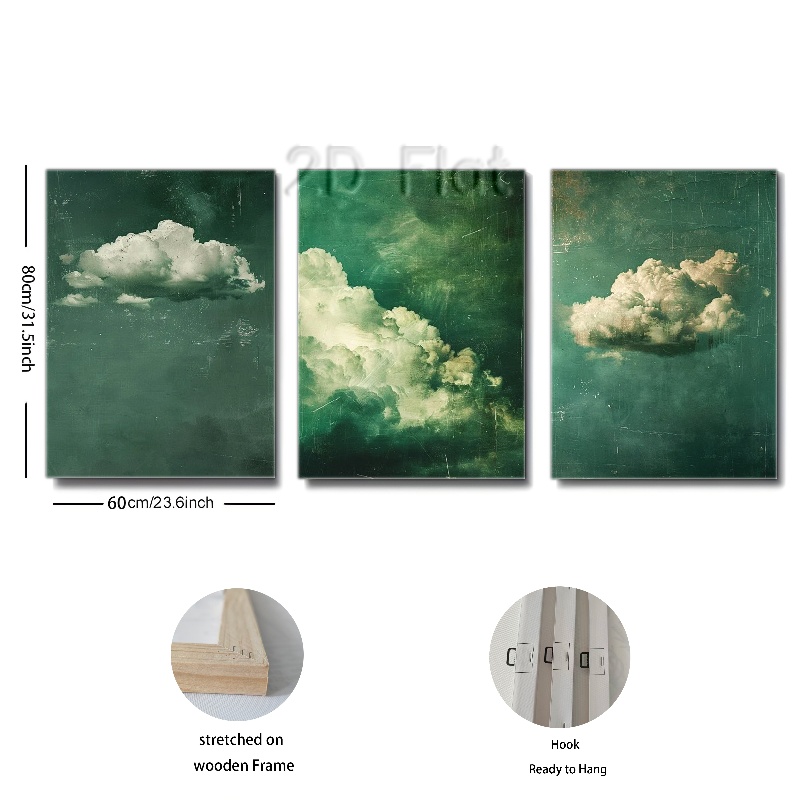 2D Flat
80cm/31.5inch
60cm/23.6inch
stretched on
wooden Frame
Hook
Ready to Hang